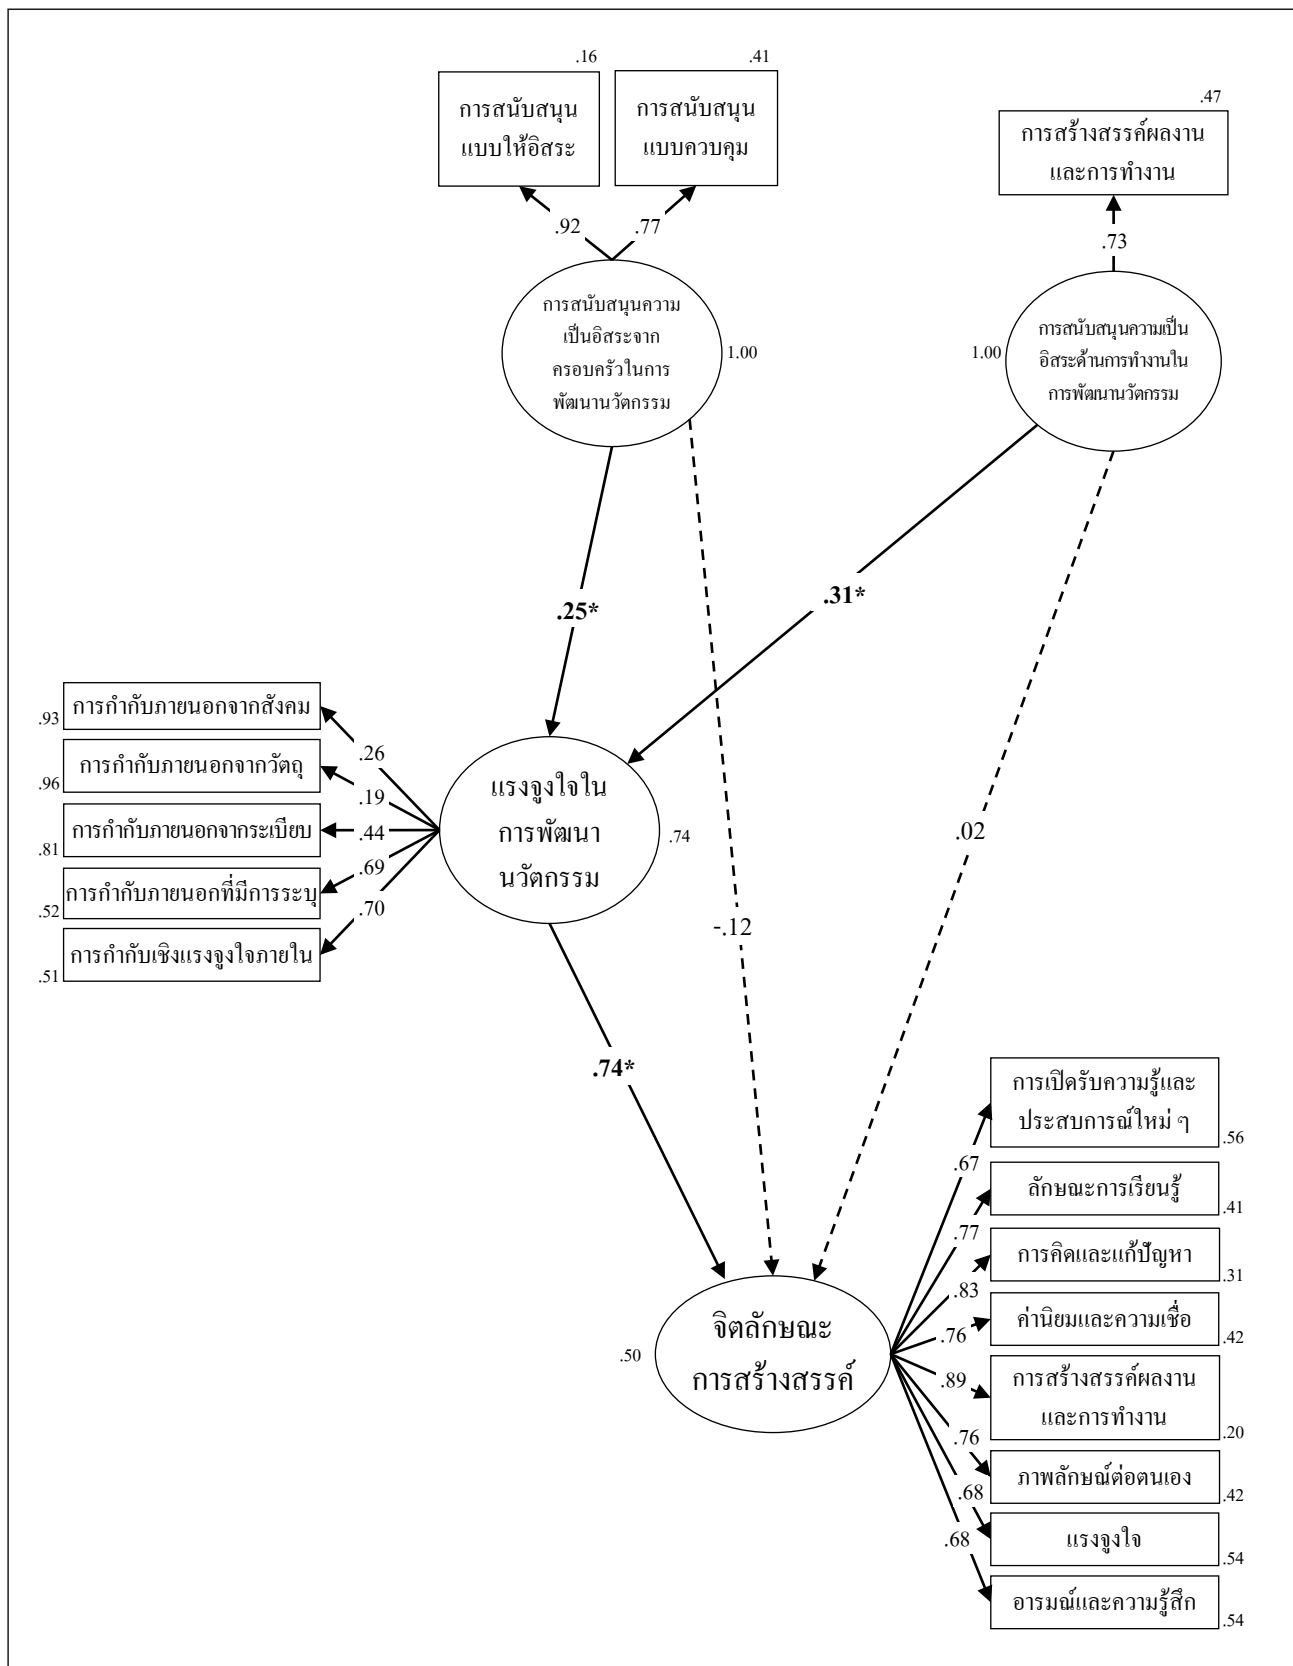 .16
การสนับสนุน
แบบให้อิสระ
.41
การสนับสนุน
แบบควบคุม
.47
การสร้างสรรค์ผลงาน
และการทำงาน
.92
.77
.73
การสนับสนุนความ
เป็นอิสระจาก
ครอบครัวในการ
พัฒนานวัตกรรม
1.00
1.00
การสนับสนุนความเป็น
อิสระด้านการทำงานใน
การพัฒนานวัตกรรม
.25*
.31*
การกำกับภายนอกจากสังคม
.93
การกำกับภายนอกจากวัตถุ
.96
การกำกับภายนอกจากระเบียบ
.81
การกำกับภายนอกที่มีการระบุ
.52
การกำกับเชิงแรงจูงใจภายใน
.51
.26
.19
.44
.69
.70
แรงจูงใจใน
การพัฒนา
นวัตกรรม
.74
.02
-.12
.74*
จิตลักษณะ
การสร้างสรรค์
.50
.67
.77
.83
.76
.89
.76
.68
.68
การเปิดรับความรู้และ
ประสบการณ์ใหม่ ๆ
.56
ลักษณะการเรียนรู้
.41
การคิดและแก้ปัญหา
.31
ค่านิยมและความเชื่อ
.42
การสร้างสรรค์ผลงาน
และการทำงาน
.20
ภาพลักษณ์ต่อตนเอง
.42
แรงจูงใจ
.54
อารมณ์และความรู้สึก
.54